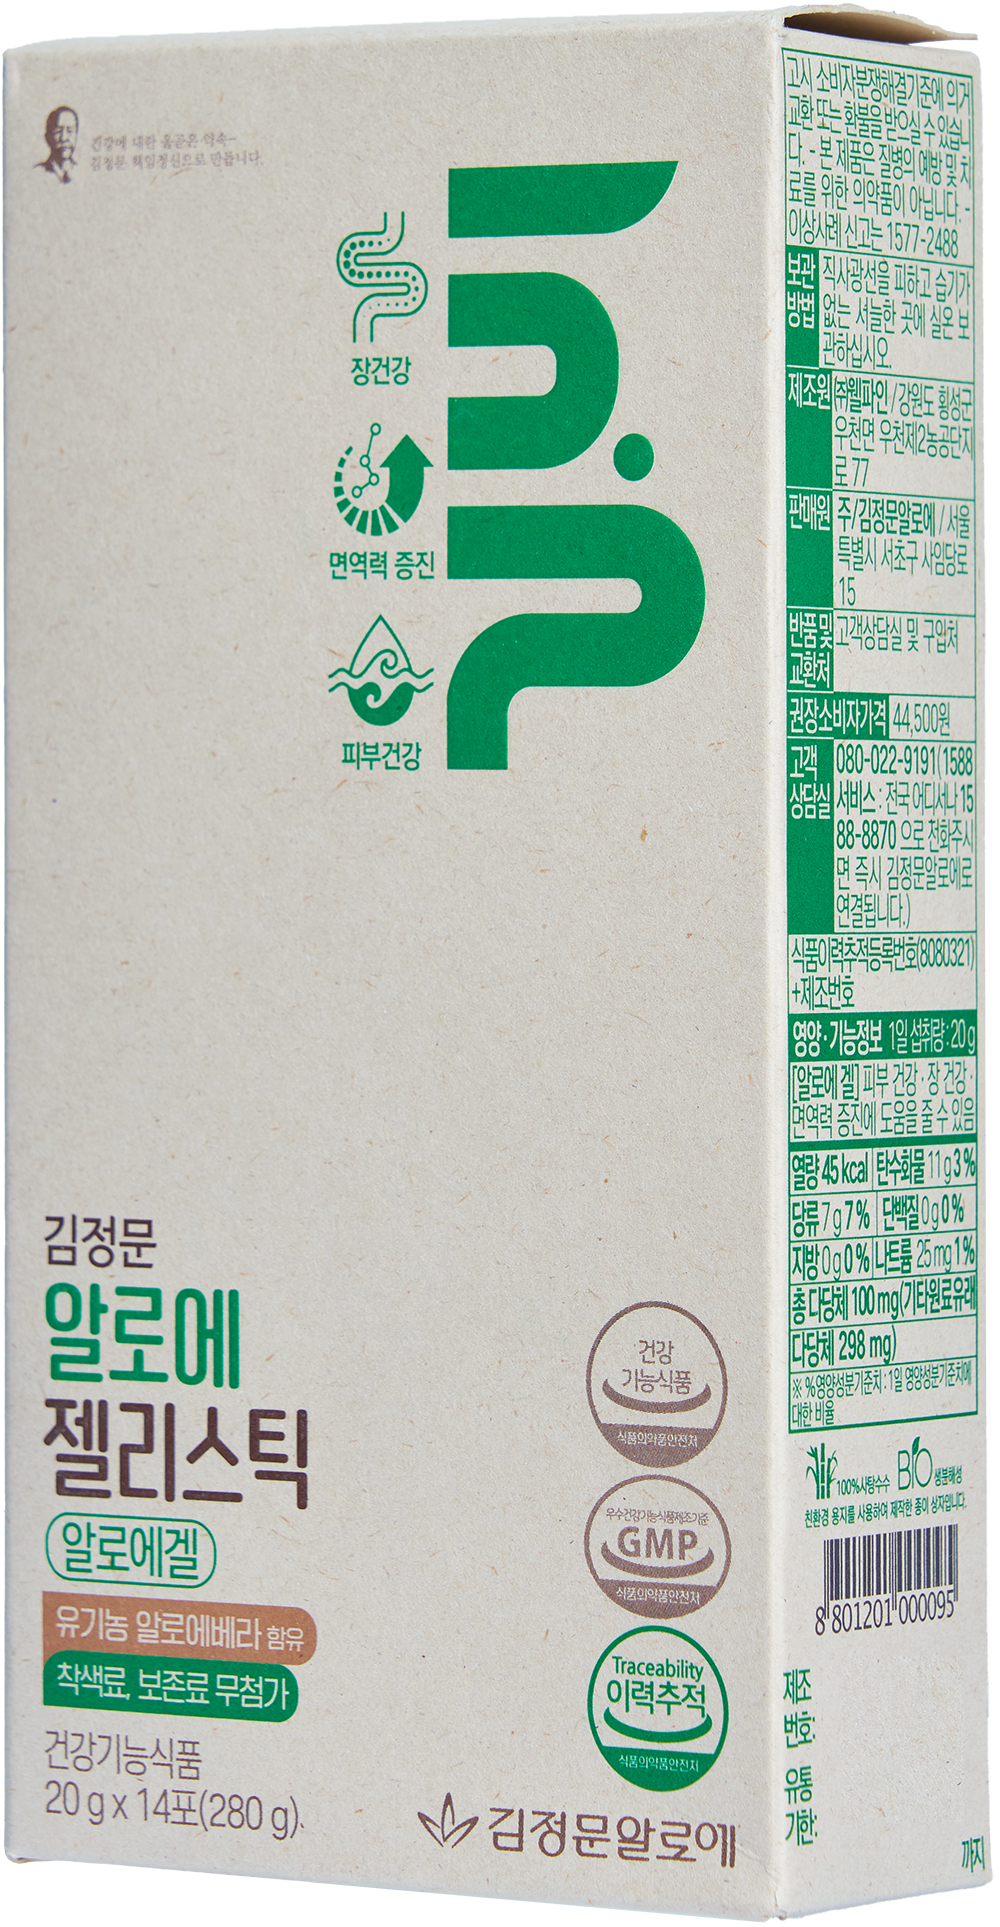 건강에 대한 올곧은 약속-
김정문 책임정신으로 만듭니다.
장건강
면역력 증진
피부건강
김정문
알로에
젤리스틱
알로에겔
유기농 알로에베라 함유
착색료, 보존료 무첨가
건강기능식품
20 g x 14포(280 g)
건강
기능식품
식품의약품안전처
우수건강기능식품제조기준
GMP
식품의약품안전처
Traceability
이력추적
식품의약품안전처
김정문알로에
고시 소비자분쟁해결기준에 의거
교환 또는 환불을 받으실 수 있습니
다. - 본 제품은 질병의 예방 및 치
료를 위한 의약품이 아닙니다. -
이상사례 신고는 1577-2488
보관 직사광선을 피하고 습기가
방법 없는 서늘한 곳에 실온 보
관하십시오.
제조원 (주)웰파인 / 강원도 횡성군
우천면 우천제2농공단지
로 77
판매원 주/김정문알로에 / 서울
특별시 서초구 사임당로
15
반품 및 고객상담실 및 구입처
교환처
권장소비자가격 44,500원
고객 080-022-9191(1588
상담실 서비스 : 전국 어디서나 15
88-8870 으로 전화주시
면 즉시 김정문알로에로
연결됩니다.)
식품이력추적등록번호(8080321)
+제조번호
영양·기능정보 1일 섭취량 : 20 g
[알로에 겔] 피부 건강·장 건강·
면역력 증진에 도움을 줄 수 있음
열량 45 kcal 탄수화물 11 g 3 %
당류 7 g 7 % 단백질 0 g 0 %
지방 0 g 0 % 나트륨 25 mg 1 %
총 다당체 100 mg(기타원료유래
다당체 298 mg)
※ %영양성분기준치 : 1일 영양성분기준치에
대한 비율
100%사탕수수 BIO 생분해성
친환경 용지를 사용하여 제작한 종이 상자입니다.
8 801201 000095
제조
번호:
유통
기한:
까지